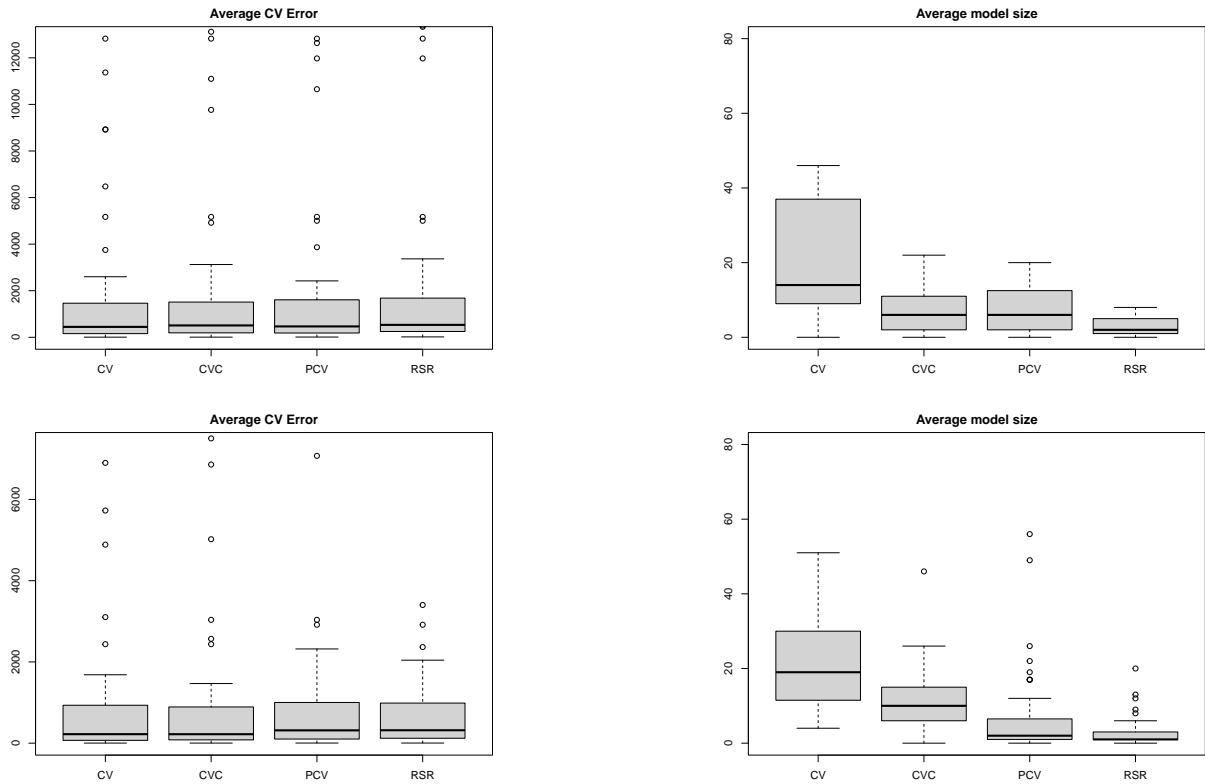 Average CV Error
12000
10000
8000
6000
4000
2000
0
CV CVC PCV RSR
Average model size
80
60
40
20
0
CV CVC PCV RSR
Average CV Error
6000
4000
2000
0
CV CVC PCV RSR
Average model size
80
60
40
20
0
CV CVC PCV RSR